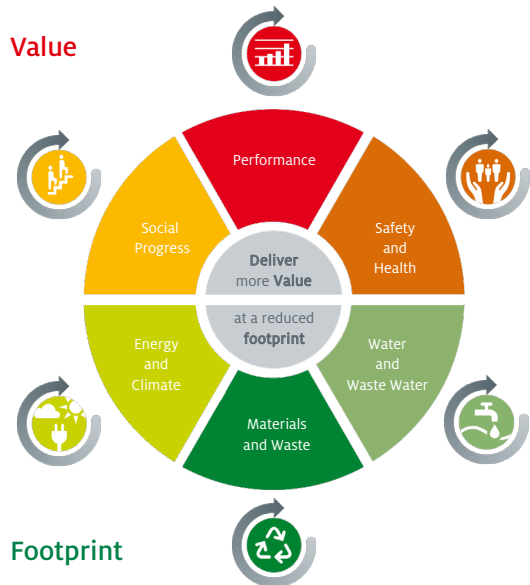 Value
Performance
Social
Progress
Safety
and
Health
Deliver
more Value
at a reduced
footprint
Energy
and
Climate
Water
and
Waste Water
Materials
and Waste
Footprint